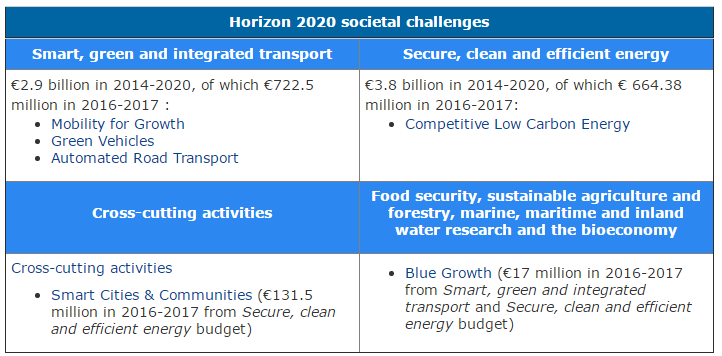 Horizon 2020 societal challenges
Smart, green and integrated transport
€2.9 billion in 2014-2020, of which €722.5
million in 2016-2017 :
• Mobility for Growth
• Green Vehicles
• Automated Road Transport
Secure, clean and efficient energy
€3.8 billion in 2014-2020, of which € 664.38
million in 2016-2017:
• Competitive Low Carbon Energy
Cross-cutting activities
Cross-cutting activities
• Smart Cities & Communities (€131.5
million in 2016-2017 from Secure, clean
and efficient energy budget)
Food security, sustainable agriculture and
forestry, marine, maritime and inland
water research and the bioeconomy
• Blue Growth (€17 million in 2016-2017
from Smart, green and integrated
transport and Secure, clean and efficient
energy budget)